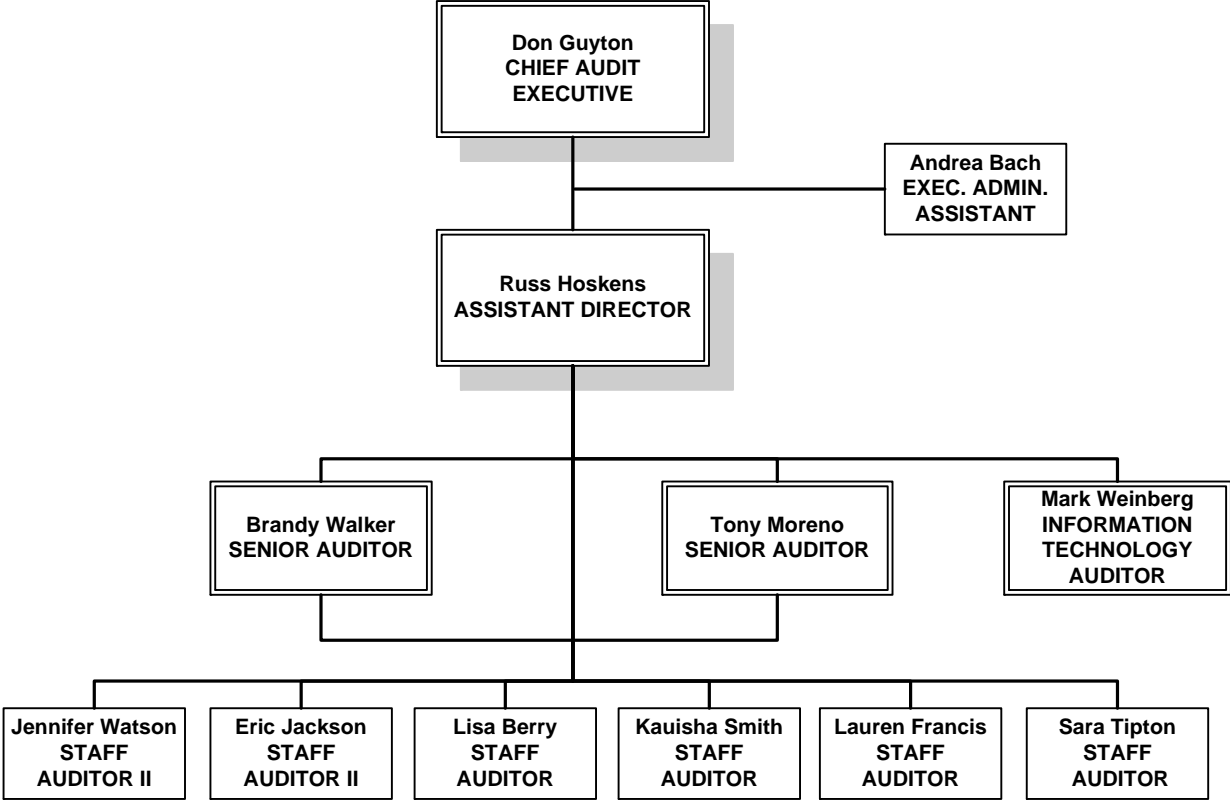 Don Guyton
CHIEF AUDIT
EXECUTIVE
Andrea Bach
EXEC. ADMIN.
ASSISTANT
Russ Hoskens
ASSISTANT DIRECTOR
Brandy Walker
SENIOR AUDITOR
Tony Moreno
SENIOR AUDITOR
Mark Weinberg
INFORMATION
TECHNOLOGY
AUDITOR
Jennifer Watson
STAFF
AUDITOR II
Eric Jackson
STAFF
AUDITOR II
Lisa Berry
STAFF
AUDITOR
Kauisha Smith
STAFF
AUDITOR
Lauren Francis
STAFF
AUDITOR
Sara Tipton
STAFF
AUDITOR